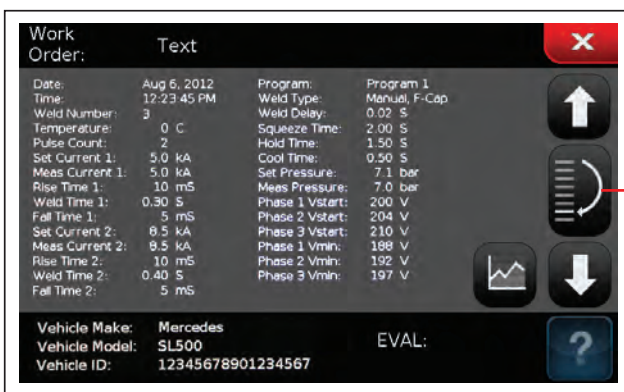 Work Order: Text
Date: Aug 6, 2012
Time: 12:23:45 PM
Weld Number: 3
Temperature: 0 C
Pulse Count: 2
Set Current 1: 5.0 kA
Meas Current 1: 5.0 kA
Rise Time 1: 10 mS
Weld Time 1: 0.30 S
Fall Time 1: 5 mS
Set Current 2: 8.5 kA
Meas Current 2: 8.5 kA
Rise Time 2: 10 mS
Weld Time 2: 0.40 S
Fall Time 2: 5 mS
Program: Program 1
Weld Type: Manual, F-Cap
Weld Delay: 0.02 S
Squeeze Time: 2.00 S
Hold Time: 1.50 S
Cool Time: 0.50 S
Set Pressure: 7.1 bar
Meas Pressure: 7.0 bar
Phase 1 Vstart: 200 V
Phase 2 Vstart: 204 V
Phase 3 Vstart: 210 V
Phase 1 Vmin: 188 V
Phase 2 Vmin: 192 V
Phase 3 Vmin: 197 V
Vehicle Make: Mercedes
Vehicle Model: SL500
Vehicle ID: 12345678901234567
EVAL:
?